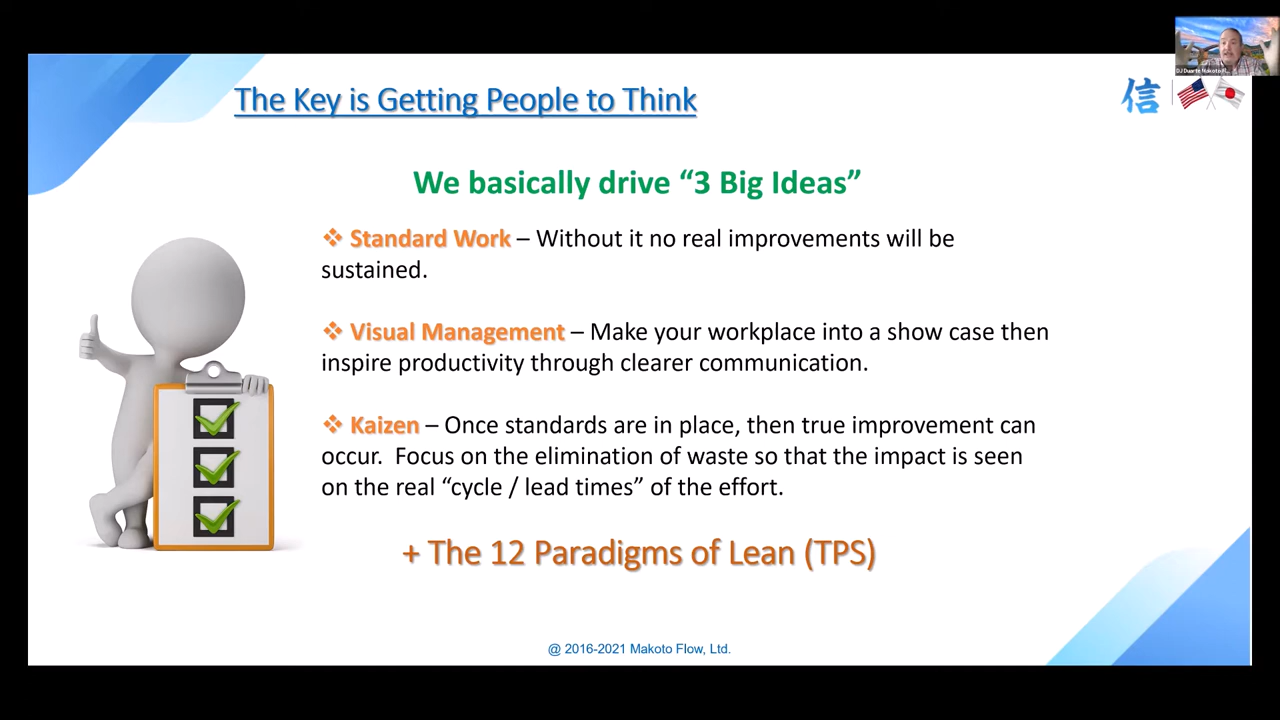 DJ Duarte Makoto Fl...
The Key is Getting People to Think
信
We basically drive “3 Big Ideas”
❖ Standard Work – Without it no real improvements will be
sustained.
❖ Visual Management – Make your workplace into a show case then
inspire productivity through clearer communication.
❖ Kaizen – Once standards are in place, then true improvement can
occur.  Focus on the elimination of waste so that the impact is seen
on the real “cycle / lead times” of the effort.
+ The 12 Paradigms of Lean (TPS)
@ 2016-2021 Makoto Flow, Ltd.